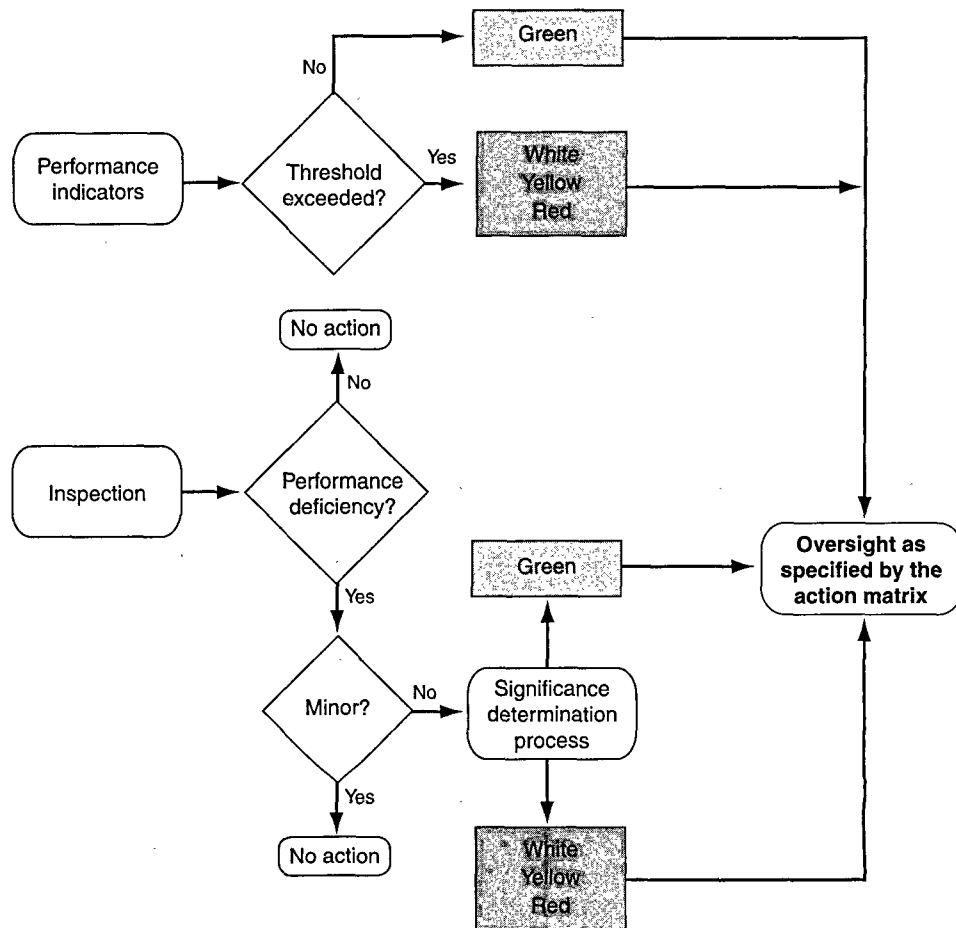 Green
No
Performance
indicators
Threshold
exceeded?
Yes
White
Yellow
Red
No action
No
Inspection
Performance
deficiency?
Yes
Green
Oversight as
specified by the
action matrix
Minor?
No
Significance
determination
process
Yes
No action
White
Yellow
Red